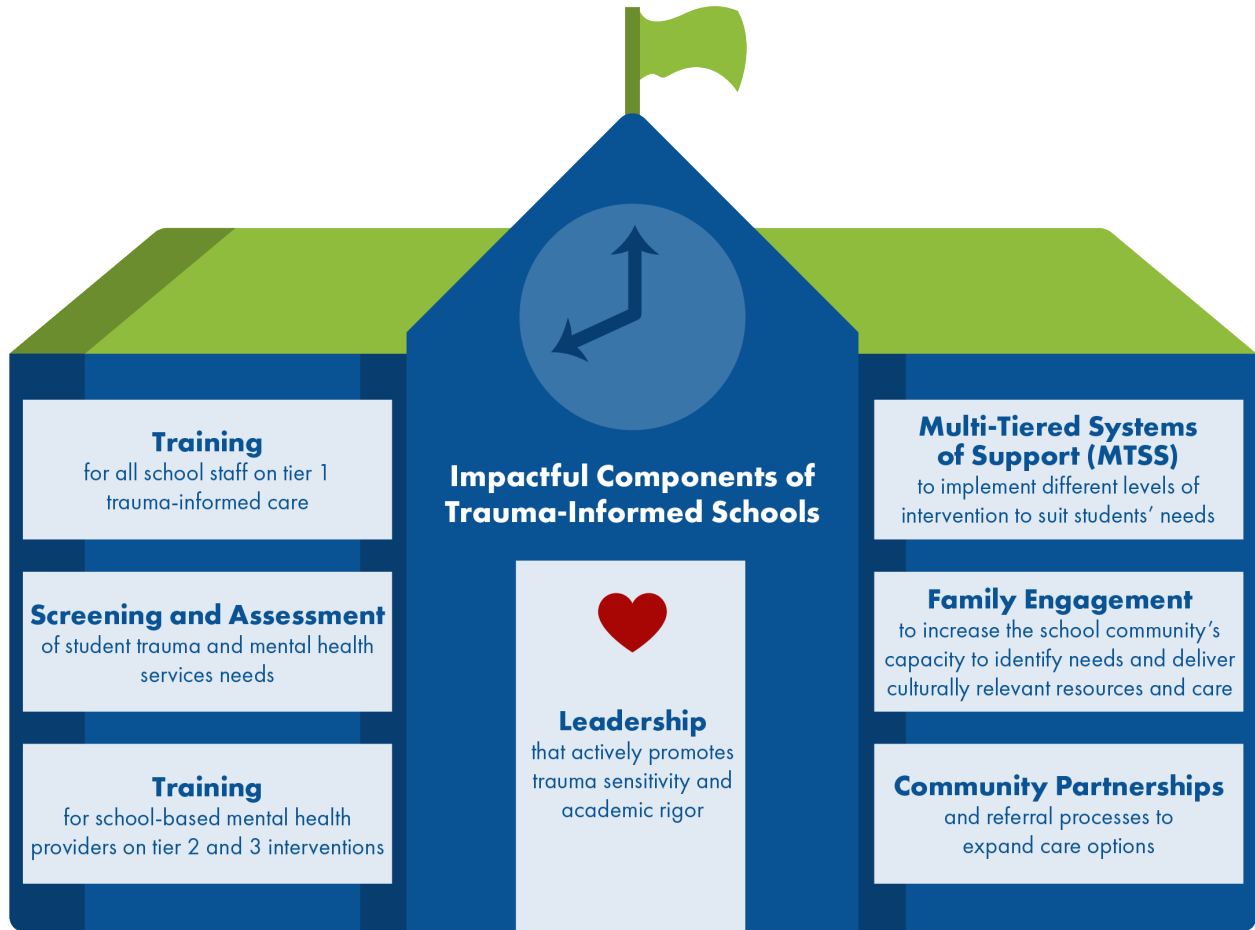 Impactful Components of
Trauma-Informed Schools
Training
for all school staff on tier 1
trauma-informed care
Screening and Assessment
of student trauma and mental health
services needs
Training
for school-based mental health
providers on tier 2 and 3 interventions
Leadership
that actively promotes
trauma sensitivity and
academic rigor
Multi-Tiered Systems
of Support (MTSS)
to implement different levels of
intervention to suit students’ needs
Family Engagement
to increase the school community’s
capacity to identify needs and deliver
culturally relevant resources and care
Community Partnerships
and referral processes to
expand care options